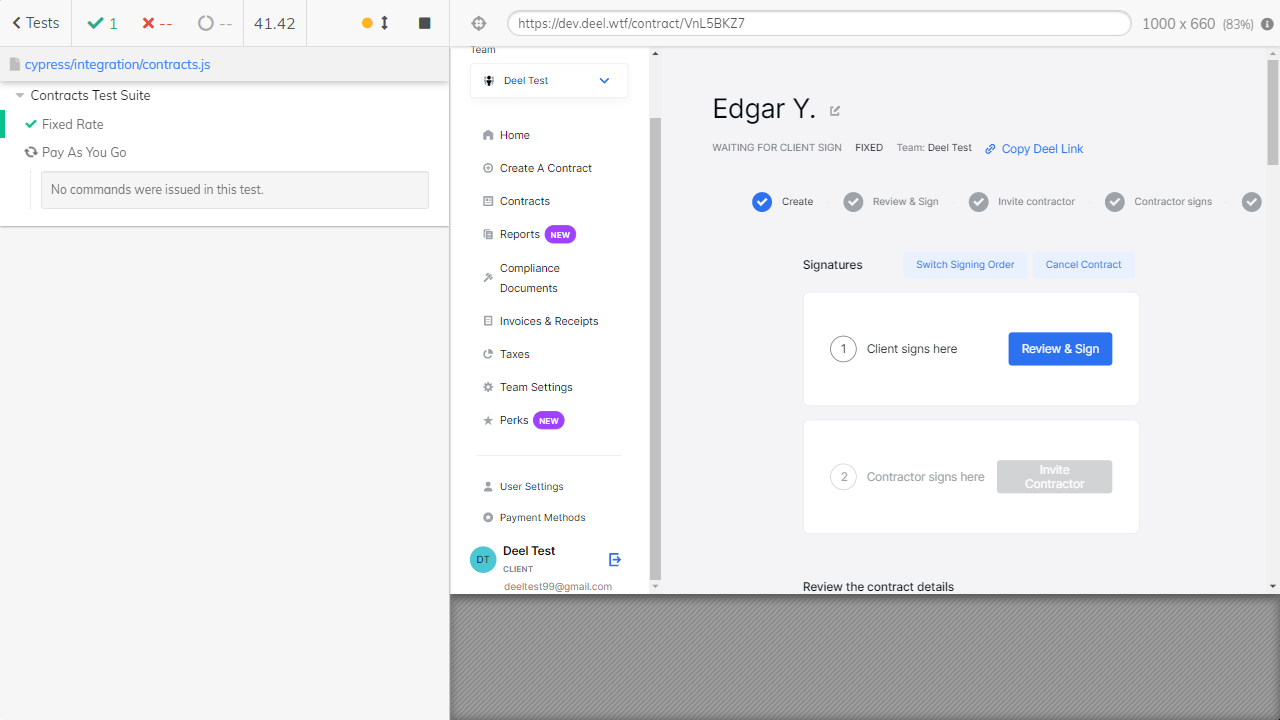 Tests
1
--
--
41.42
https://dev.deel.wtf/contract/VnL5BKZ7
1000 x 660 (83%)
cypress/integration/contracts.js
Contracts Test Suite
Fixed Rate
Pay As You Go
No commands were issued in this test.
Team
Deel Test
Home
Create A Contract
Contracts
Reports NEW
Compliance
Documents
Invoices & Receipts
Taxes
Team Settings
Perks NEW
User Settings
Payment Methods
DT
Deel Test
CLIENT
deeltest99@gmail.com
Edgar Y.
WAITING FOR CLIENT SIGN FIXED Team: Deel Test Copy Deel Link
Create Review & Sign Invite contractor Contractor signs
Signatures Switch Signing Order Cancel Contract
1 Client signs here Review & Sign
2 Contractor signs here Invite
Contractor
Review the contract details